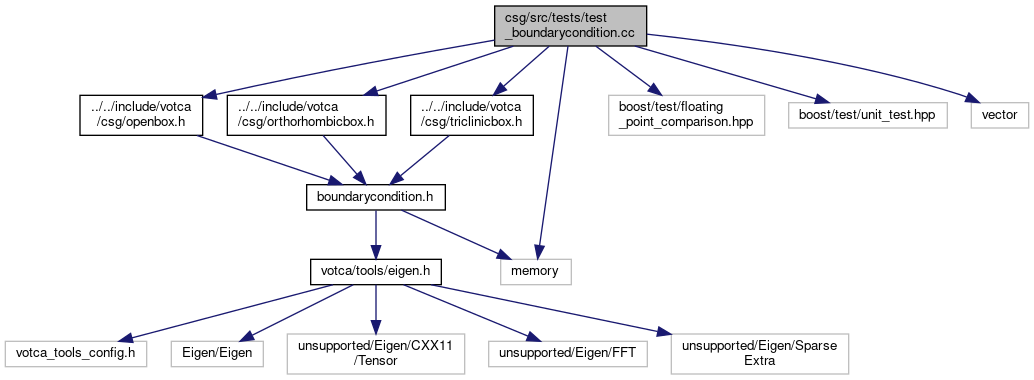 csg/src/tests/test
_boundarycondition.cc
../../include/votca
/csg/openbox.h
../../include/votca
/csg/orthorhombicbox.h
../../include/votca
/csg/triclinicbox.h
boost/test/floating
_point_comparison.hpp
boost/test/unit_test.hpp
vector
boundarycondition.h
votca/tools/eigen.h
memory
votca_tools_config.h
Eigen/Eigen
unsupported/Eigen/CXX11
/Tensor
unsupported/Eigen/FFT
unsupported/Eigen/Sparse
Extra